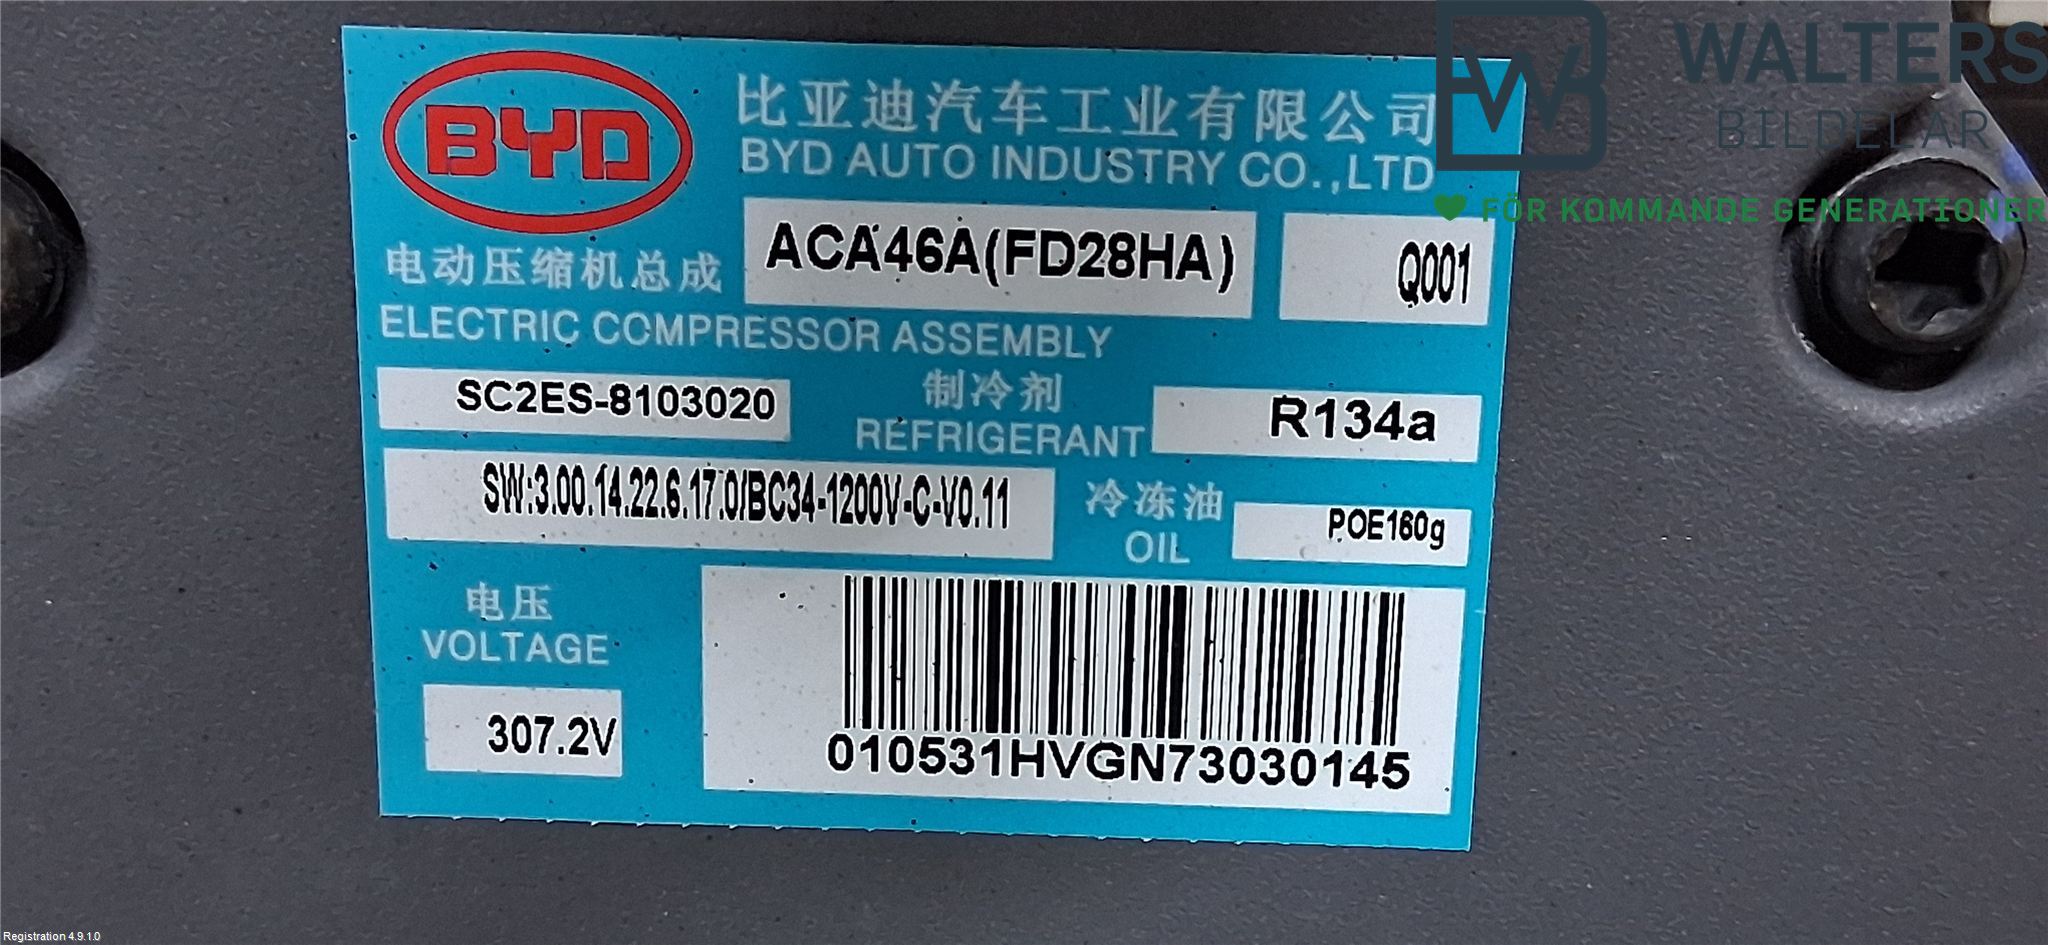 BYD
比亚迪汽车工业有限公司
BYD AUTO INDUSTRY CO.,LTD
电动压缩机总成
ACA46A(FD28HA)
Q001
ELECTRIC COMPRESSOR ASSEMBLY
SC2ES-8103020
制冷剂
REFRIGERANT
R134a
SW:3.00.14.22.6.17.0/BC34-1200V-C-V0.11
冷冻油
OIL
POE160g
电压
VOLTAGE
307.2V
010531HVGN73030145
WALTERS
BILDELAR
FÖR KOMMANDE GENERATIONER
Registration 4.9.1.0